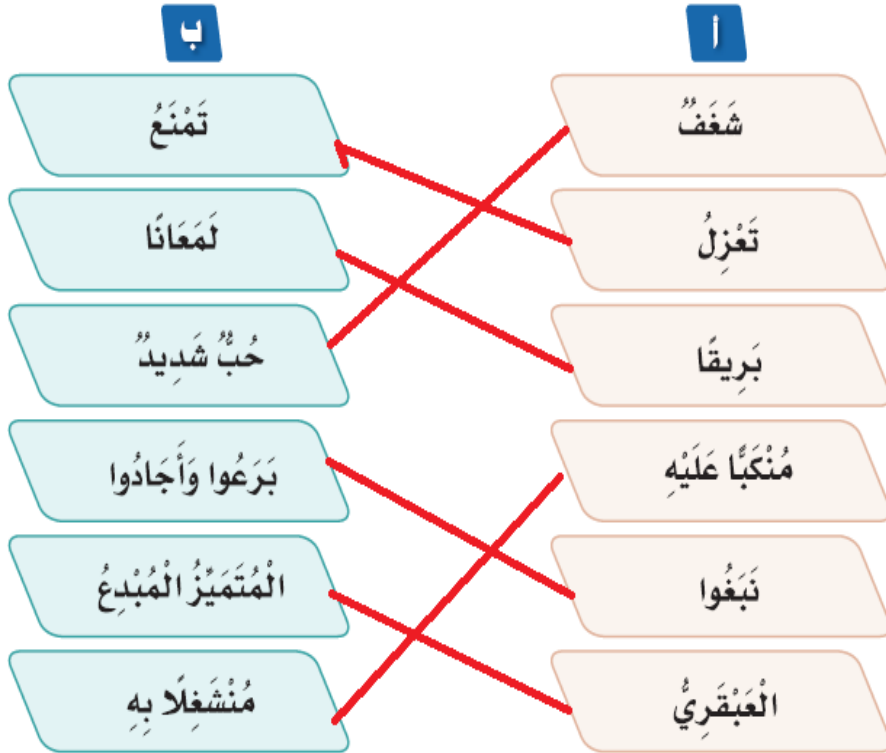 أ
ب
شَغَفٌ
تَمْنَعُ
تَعْزِلُ
لَمَعَانًا
بَرِيقًا
حُبٌّ شَدِيدٌ
مُنْكَبًّا عَلَيْهِ
بَرَعُوا وَأَجَادُوا
نَبَغُوا
الْمُتَمَيِّزُ الْمُبْدِعُ
الْعَبْقَرِيُّ
مُنْشَغِلًا بِهِ